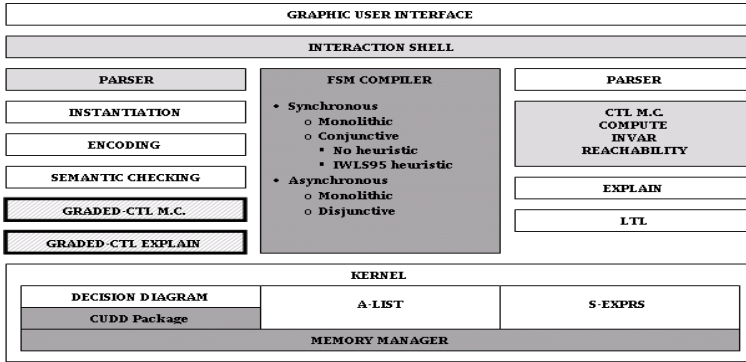 GRAPHIC USER INTERFACE
INTERACTION SHELL
PARSER
INSTANTIATION
ENCODING
SEMANTIC CHECKING
GRADED-CTL M.C.
GRADED-CTL EXPLAIN
FSM COMPILER
• Synchronous
o Monolithic
o Conjunctive
▪ No heuristic
▪ IWLS95 heuristic
• Asynchronous
o Monolithic
o Disjunctive
PARSER
CTL M.C.
COMPUTE
INVAR
REACHABILITY
EXPLAIN
LTL
KERNEL
DECISION DIAGRAM
CUDD Package
A-LIST
S-EXPRS
MEMORY MANAGER